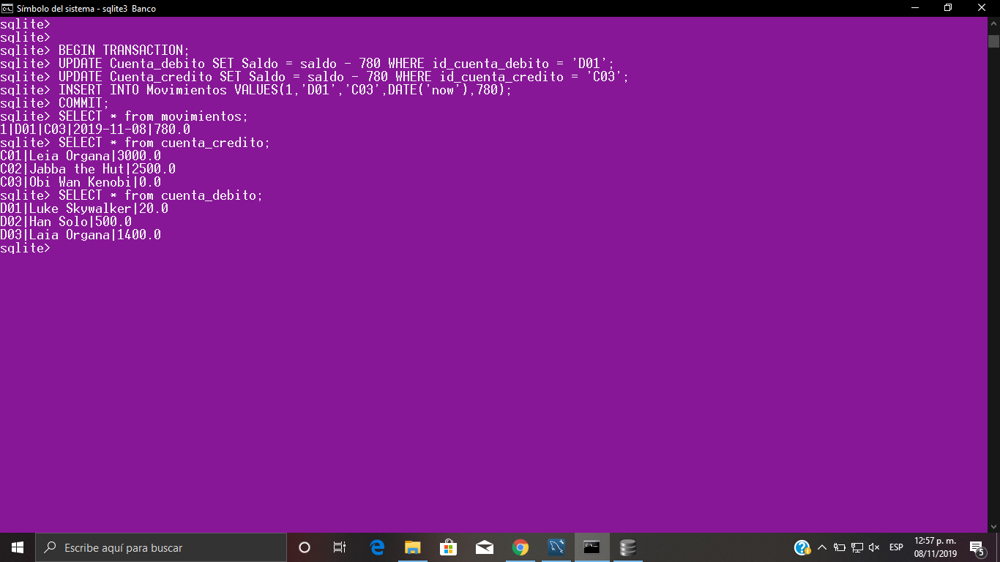 Símbolo del sistema - sqlite3 Banco
sqlite>
sqlite>
sqlite> BEGIN TRANSACTION;
sqlite> UPDATE Cuenta_debito SET Saldo = saldo - 780 WHERE id_cuenta_debito = 'D01';
sqlite> UPDATE Cuenta_credito SET Saldo = saldo - 780 WHERE id_cuenta_credito = 'C03';
sqlite> INSERT INTO Movimientos VALUES(1,'D01','C03',DATE('now'),780);
sqlite> COMMIT;
sqlite> SELECT * from movimientos;
1|D01|C03|2019-11-08|780.0
sqlite> SELECT * from cuenta_credito;
C01|Leia Organa|3000.0
C02|Jabba the Hut|2500.0
C03|Obi Wan Kenobi|0.0
sqlite> SELECT * from cuenta_debito;
D01|Luke Skywalker|20.0
D02|Han Solo|500.0
D03|Laia Organa|1400.0
sqlite>
Escribe aquí para buscar
ESP
12:57 p. m.
08/11/2019
5